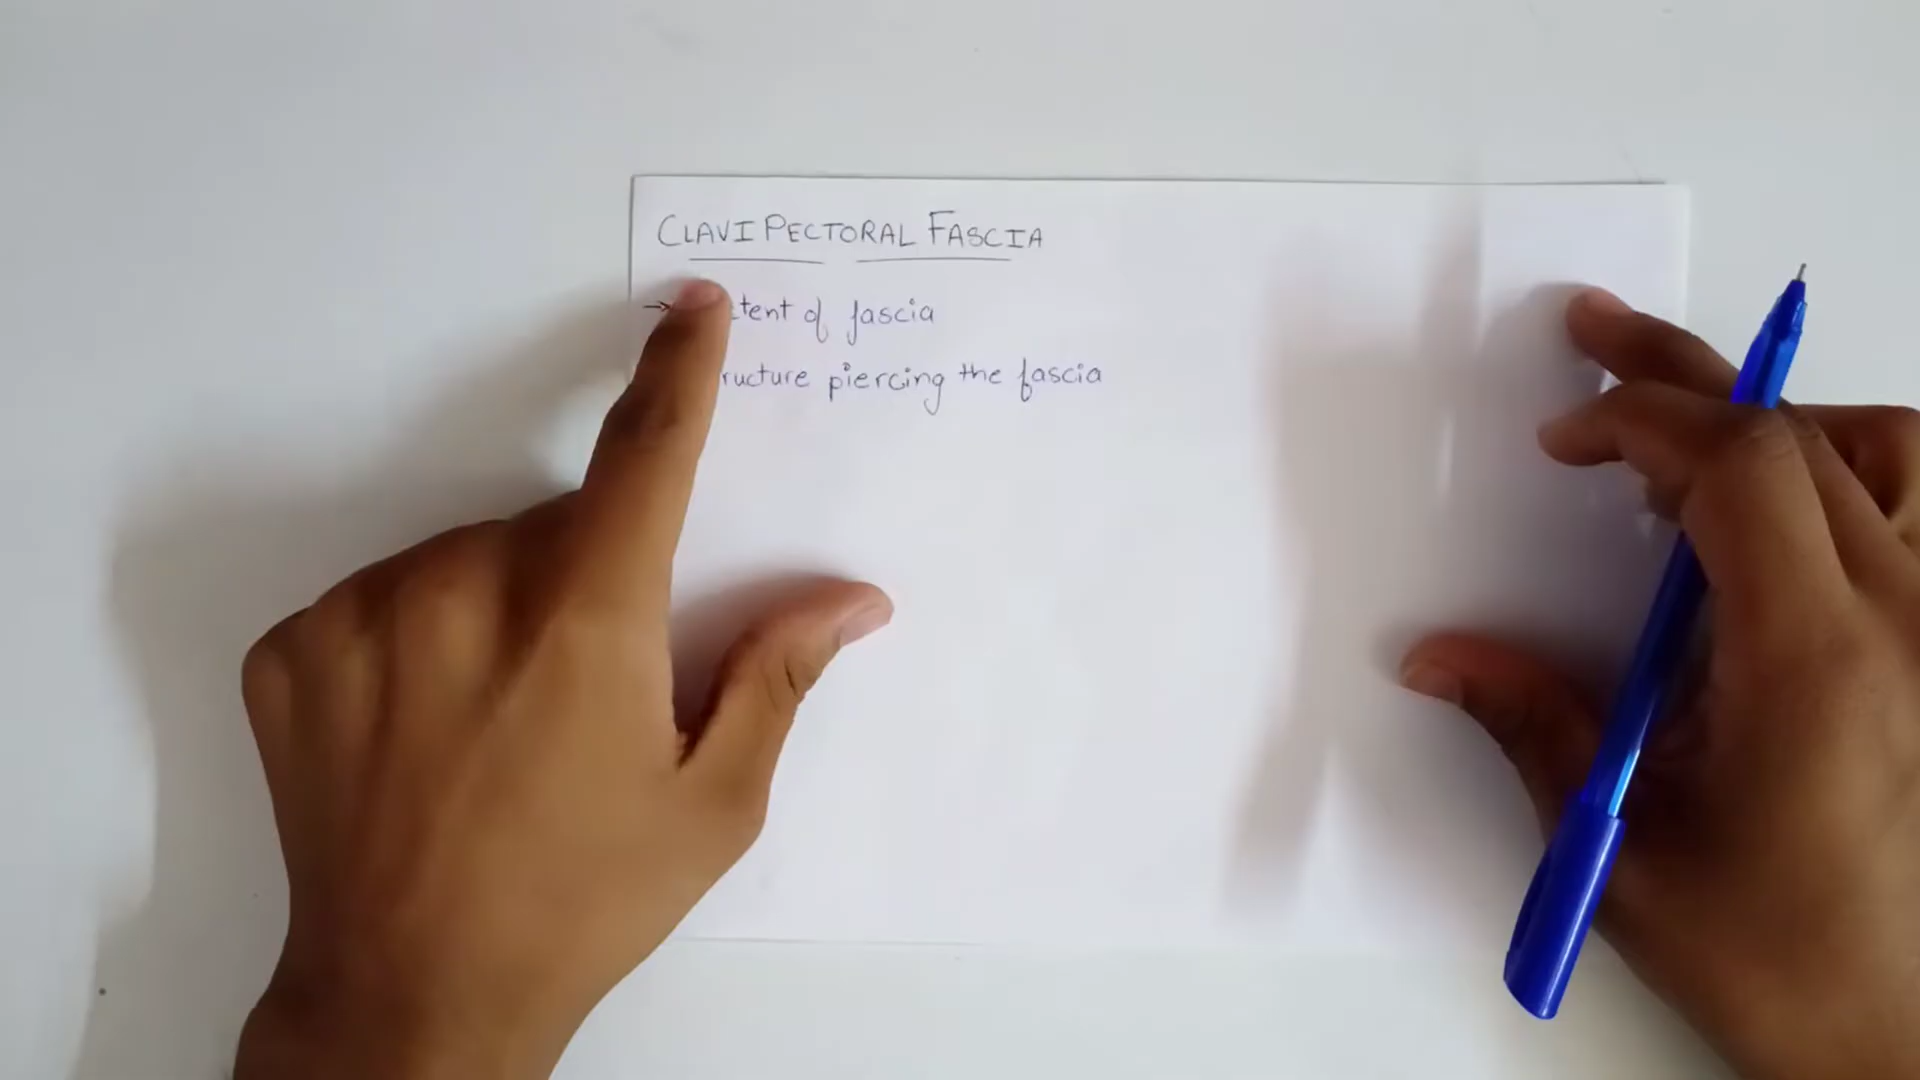 CLAVIPECTORAL FASCIA
→ tent of fascia
ructure piercing the fascia